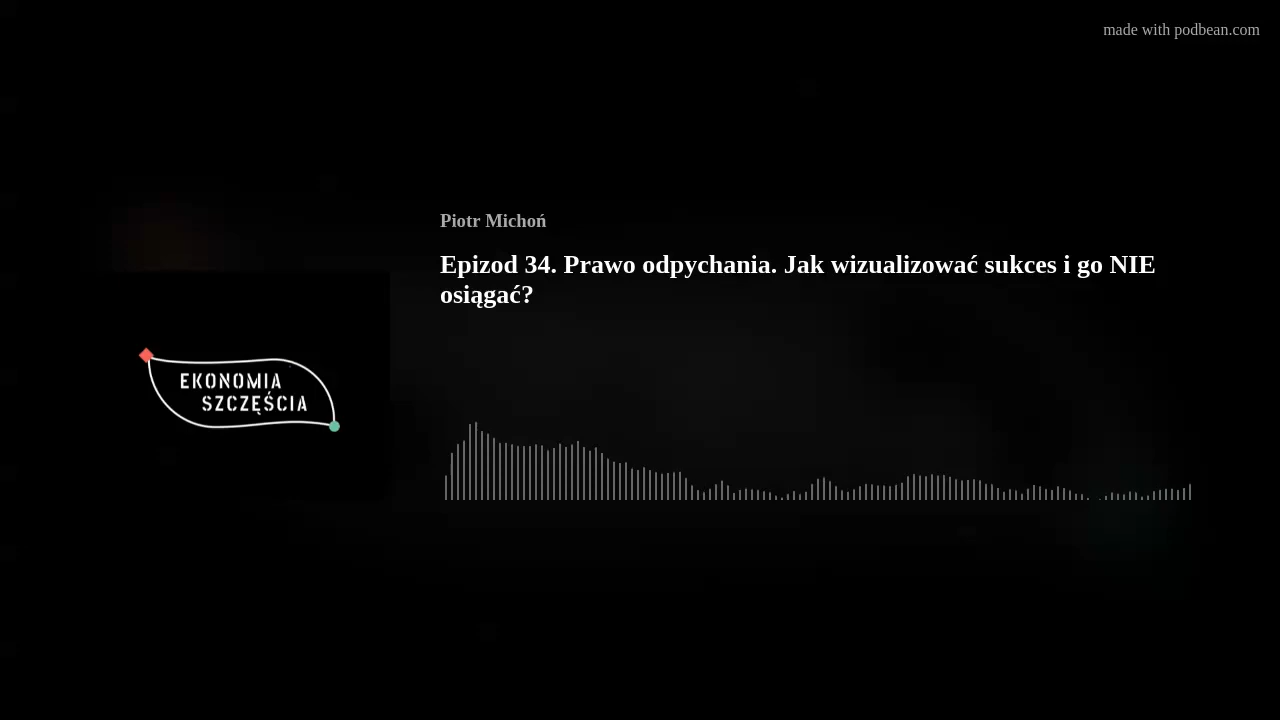 made with podbean.com
Piotr Michoń
Epizod 34. Prawo odpychania. Jak wizualizować sukces i go NIE
osiągać?
EKONOMIA
SZCZĘŚCIA